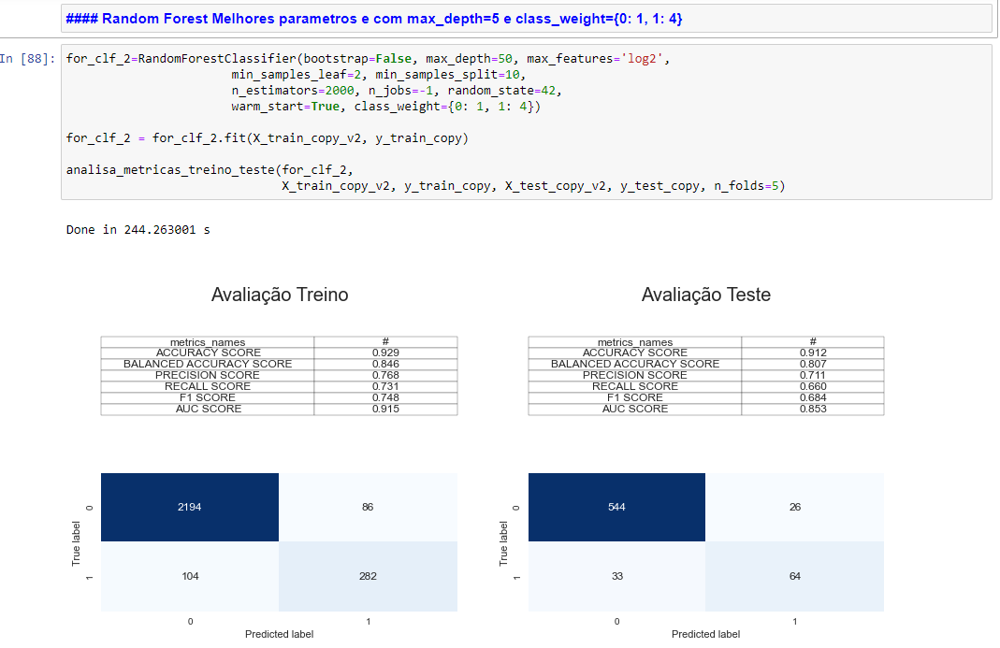 #### Random Forest Melhores parametros e com max_depth=5 e class_weight={0: 1, 1: 4}
In [88]: for_clf_2=RandomForestClassifier(bootstrap=False, max_depth=50, max_features='log2',
min_samples_leaf=2, min_samples_split=10,
n_estimators=2000, n_jobs=-1, random_state=42,
warm_start=True, class_weight={0: 1, 1: 4})
for_clf_2 = for_clf_2.fit(X_train_copy_v2, y_train_copy)
analisa_metricas_treino_teste(for_clf_2,
X_train_copy_v2, y_train_copy, X_test_copy_v2, y_test_copy, n_folds=5)
Done in 244.263001 s
Avaliação Treino
metrics_names #
ACCURACY SCORE 0.929
BALANCED ACCURACY SCORE 0.846
PRECISION SCORE 0.768
RECALL SCORE 0.731
F1 SCORE 0.748
AUC SCORE 0.915
Avaliação Teste
metrics_names #
ACCURACY SCORE 0.912
BALANCED ACCURACY SCORE 0.807
PRECISION SCORE 0.711
RECALL SCORE 0.660
F1 SCORE 0.684
AUC SCORE 0.853
True label
0 2194 86
1 104 282
0 1
Predicted label
True label
0 544 26
1 33 64
0 1
Predicted label